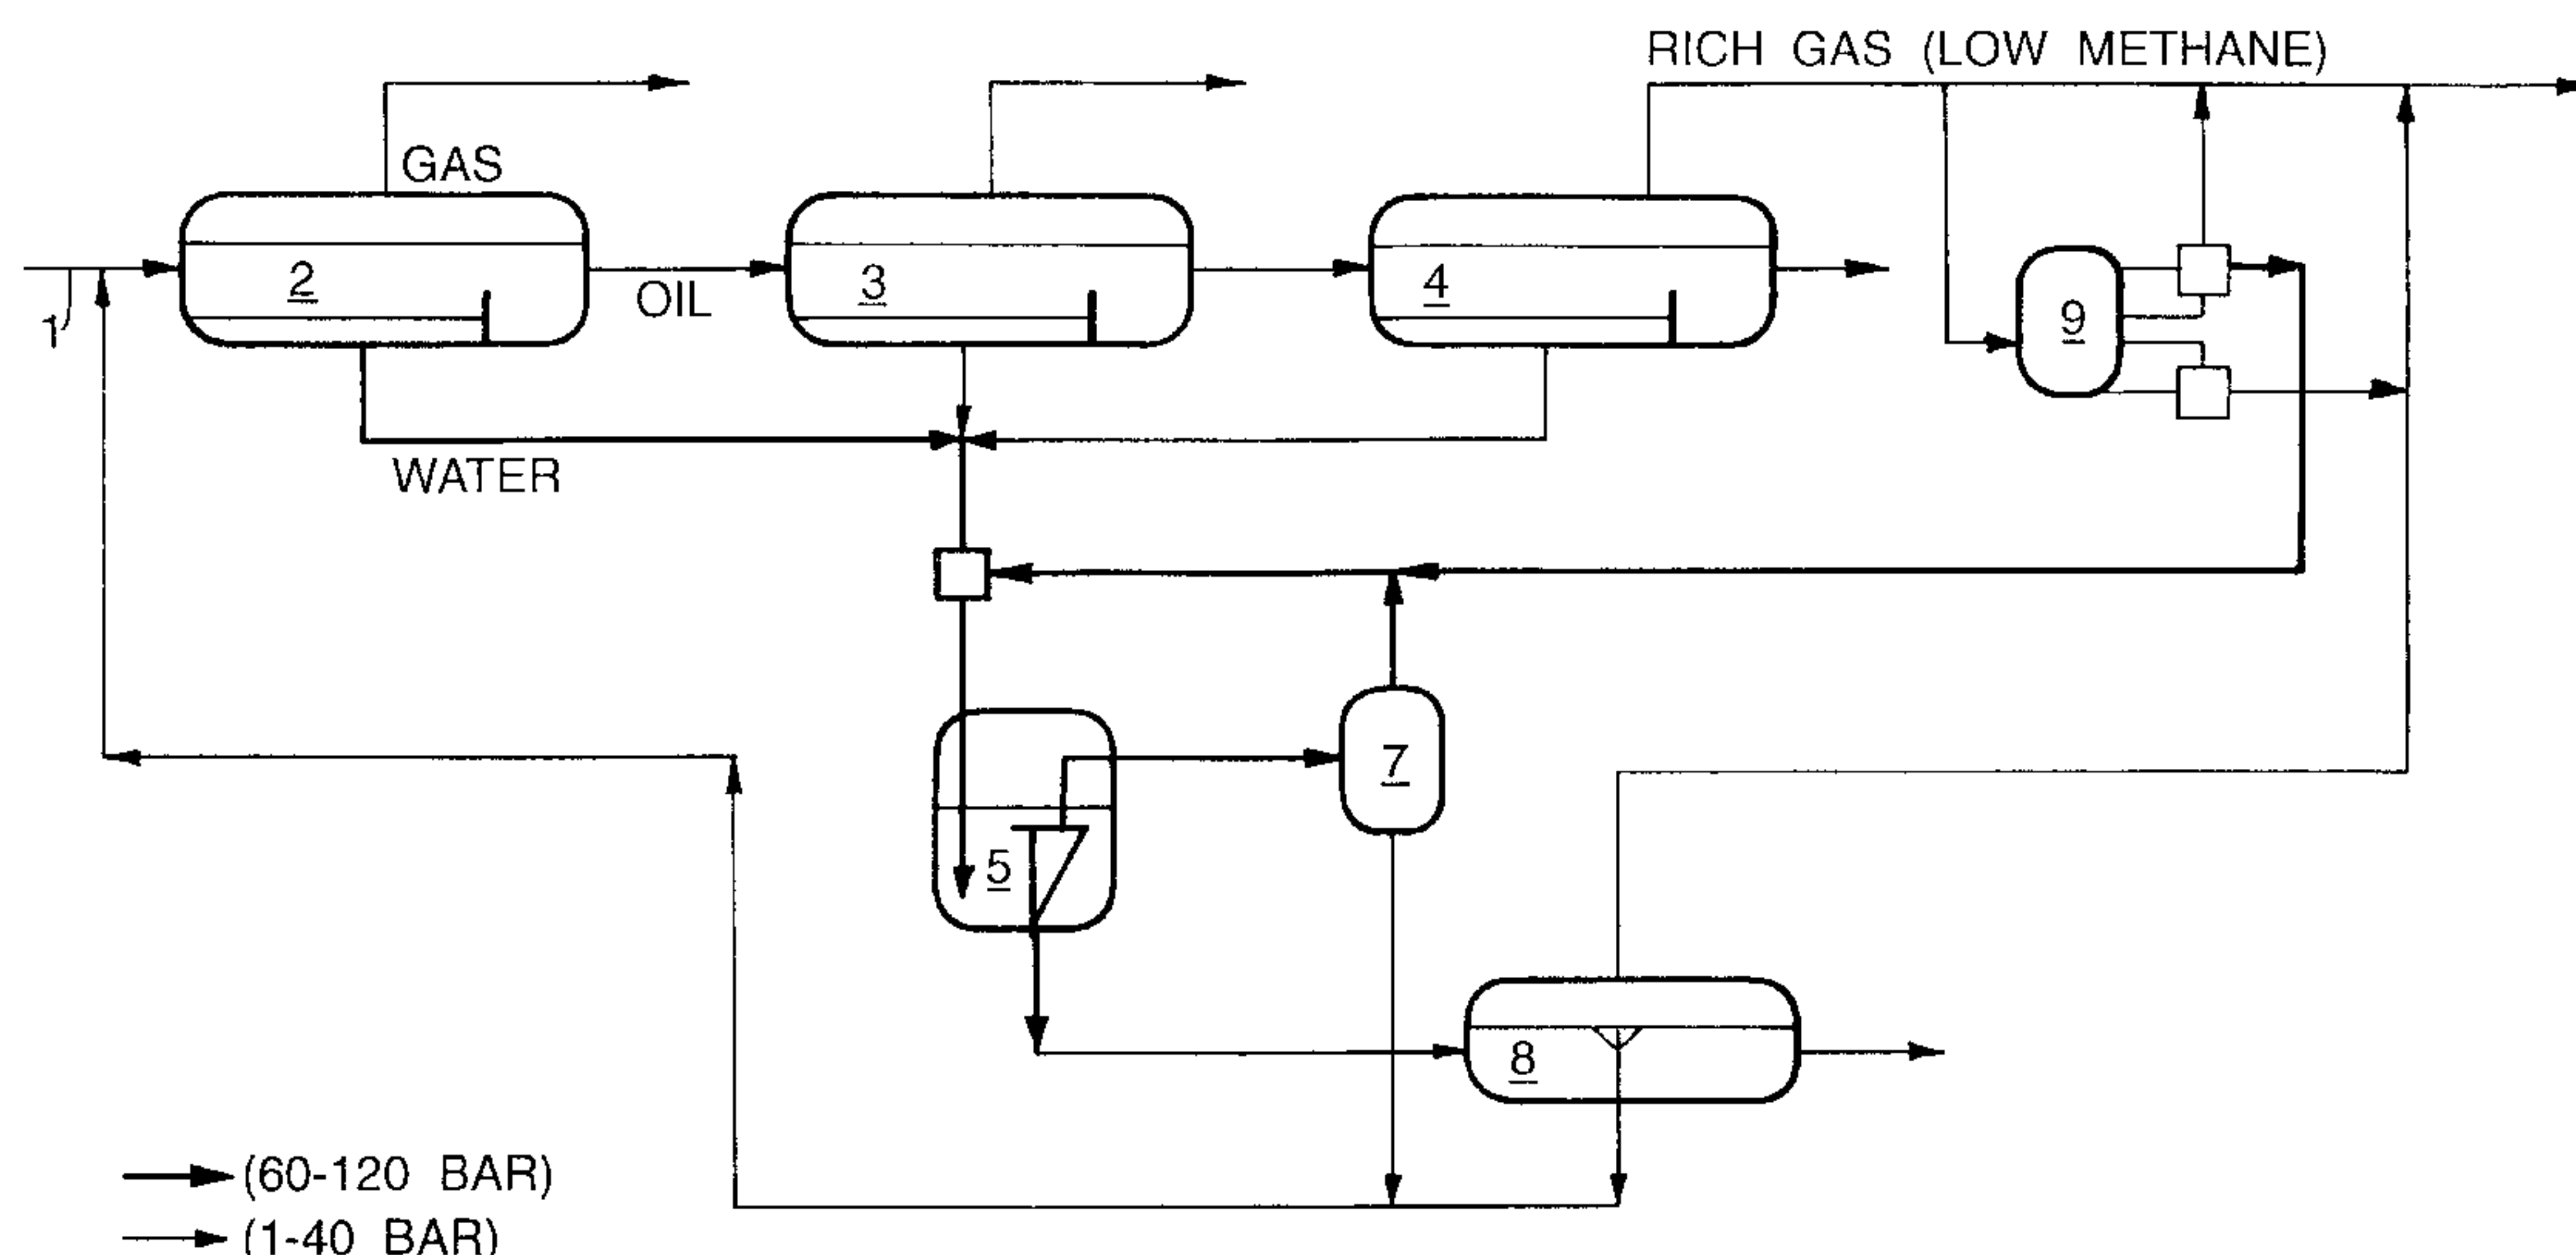 RICH GAS (LOW METHANE)
GAS
2
3
4
9
OIL
1
WATER
7
5
8
(60-120 BAR)
(1-40 BAR)